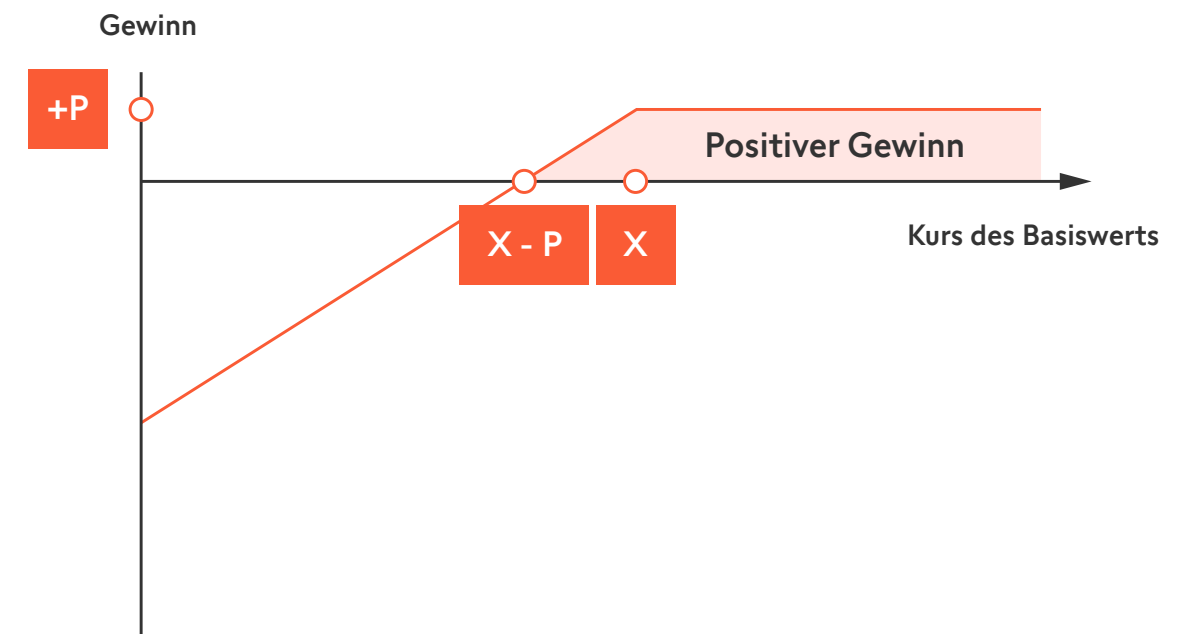 Gewinn
+P
Positiver Gewinn
X - P
X
Kurs des Basiswerts